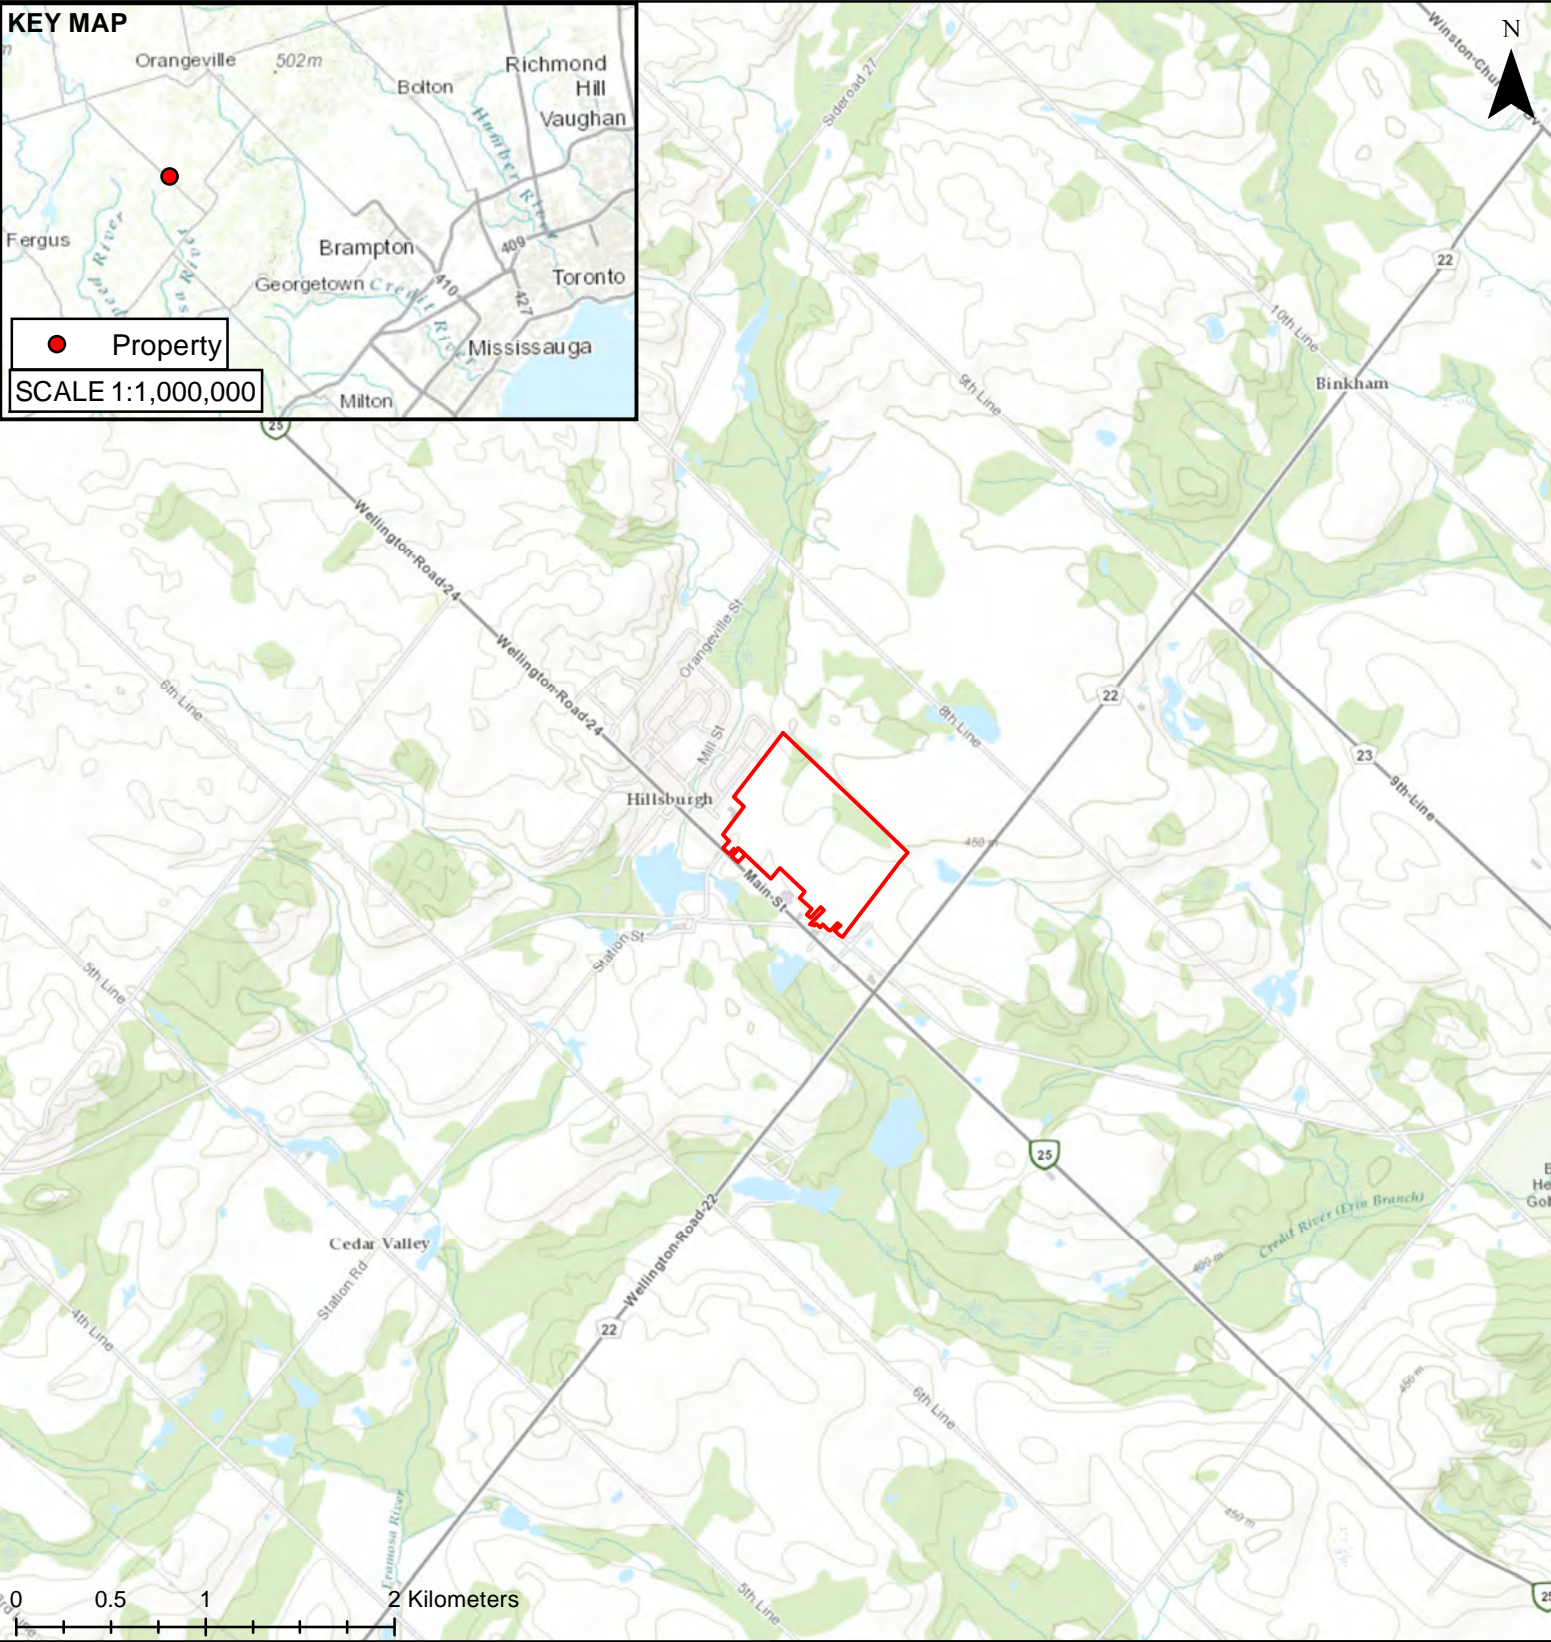 KEY MAP
Orangeville
502m
Richmond
Hill
Bolton
Vaughan
Humber River
Fergus
Brampton
409
Georgetown
Credit River
410
Toronto
427
Mississauga
Property
SCALE 1:1,000,000
Milton
N
Sideroad 27
22
10th Line
Binkham
9th Line
25
Wellington-Road-24
Wellington-Road-24
Orangeville St
6th Line
22
Mill St
8th Line
23
9th-Line
Hillsburgh
450 m
Main-St
Station St
5th Line
25
Credit River (Erin Branch)
400 m
Cedar Valley
Wellington-Road-22
Station Rd
4th Line
22
450 m
6th Line
450 m
Eramosa River
5th Line
25
0 0.5 1 2 Kilometers